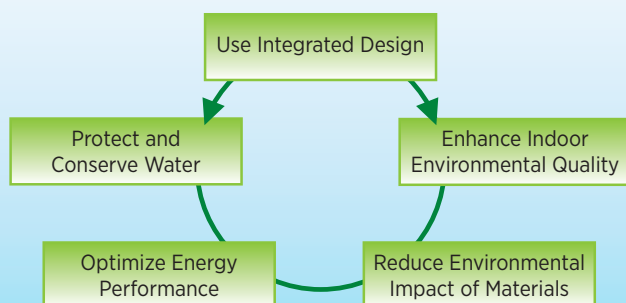 Use Integrated Design
Protect and
Conserve Water
Enhance Indoor
Environmental Quality
Optimize Energy
Performance
Reduce Environmental
Impact of Materials